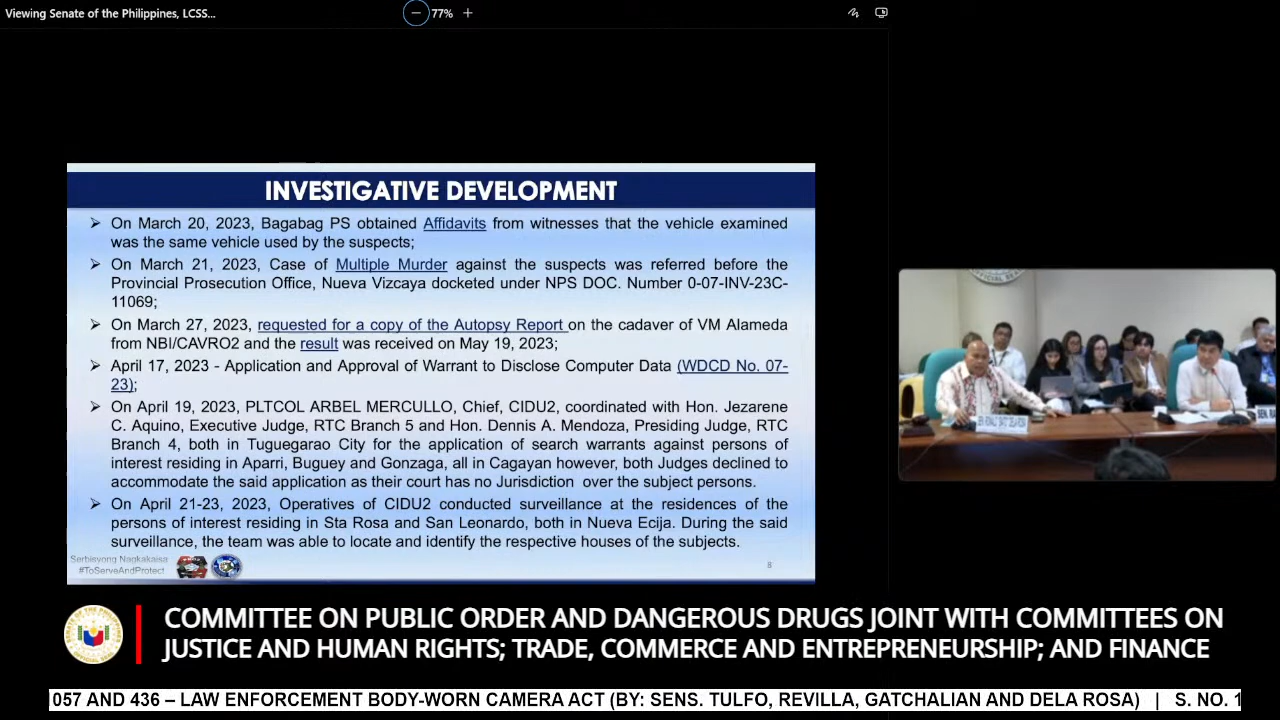 Viewing Senate of the Philippines, LCSS...
77%
INVESTIGATIVE DEVELOPMENT
➢ On March 20, 2023, Bagabag PS obtained Affidavits from witnesses that the vehicle examined
was the same vehicle used by the suspects;
➢ On March 21, 2023, Case of Multiple Murder against the suspects was referred before the
Provincial Prosecution Office, Nueva Vizcaya docketed under NPS DOC. Number 0-07-INV-23C-
11069;
➢ On March 27, 2023, requested for a copy of the Autopsy Report on the cadaver of VM Alameda
from NBI/CAVRO2 and the result was received on May 19, 2023;
➢ April 17, 2023 - Application and Approval of Warrant to Disclose Computer Data (WDCD No. 07-
23);
➢ On April 19, 2023, PLTCOL ARBEL MERCULLO, Chief, CIDU2, coordinated with Hon. Jezarene
C. Aquino, Executive Judge, RTC Branch 5 and Hon. Dennis A. Mendoza, Presiding Judge, RTC
Branch 4, both in Tuguegarao City for the application of search warrants against persons of
interest residing in Aparri, Buguey and Gonzaga, all in Cagayan however, both Judges declined to
accommodate the said application as their court has no Jurisdiction over the subject persons.
➢ On April 21-23, 2023, Operatives of CIDU2 conducted surveillance at the residences of the
persons of interest residing in Sta Rosa and San Leonardo, both in Nueva Ecija. During the said
surveillance, the team was able to locate and identify the respective houses of the subjects.
Serbisyong Nagkakaisa
#ToServeAndProtect
8
COMMITTEE ON PUBLIC ORDER AND DANGEROUS DRUGS JOINT WITH COMMITTEES ON
JUSTICE AND HUMAN RIGHTS; TRADE, COMMERCE AND ENTREPRENEURSHIP; AND FINANCE
057 AND 436 – LAW ENFORCEMENT BODY-WORN CAMERA ACT (BY: SENS. TULFO, REVILLA, GATCHALIAN AND DELA ROSA) | S. NO. 1